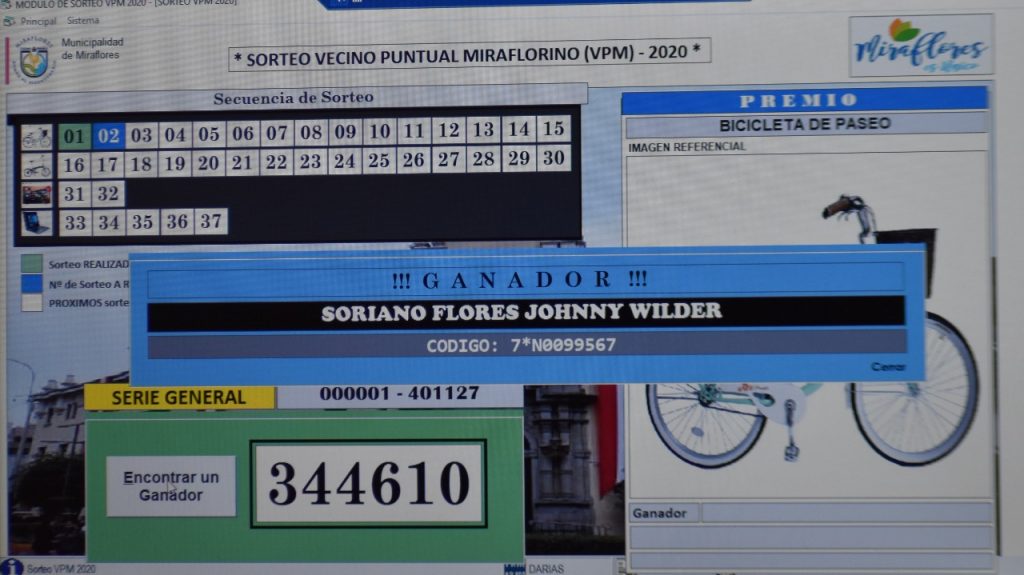 MODULO DE SORTEO VPM 2020 - [SORTEO VPM 2020]
Principal Sistema
MIRAFLORES
Municipalidad
de Miraflores
* SORTEO VECINO PUNTUAL MIRAFLORINO (VPM) - 2020 *
Miraflores
Secuencia de Sorteo
01 02 03 04 05 06 07 08 09 10 11 12 13 14 15
16 17 18 19 20 21 22 23 24 25 26 27 28 29 30
31 32
33 34 35 36 37
PREMIO
BICICLETA DE PASEO
IMAGEN REFERENCIAL
Sorteo REALIZAD
Nº de Sorteo A R
PROXIMOS sorte
!!! GANADOR !!!
SORIANO FLORES JOHNNY WILDER
CODIGO: 7*N0099567
Cerrar
SERIE GENERAL
000001 - 401127
Encontrar un
Ganador
344610
Ganador
Sorteo VPM 2020
DARIAS